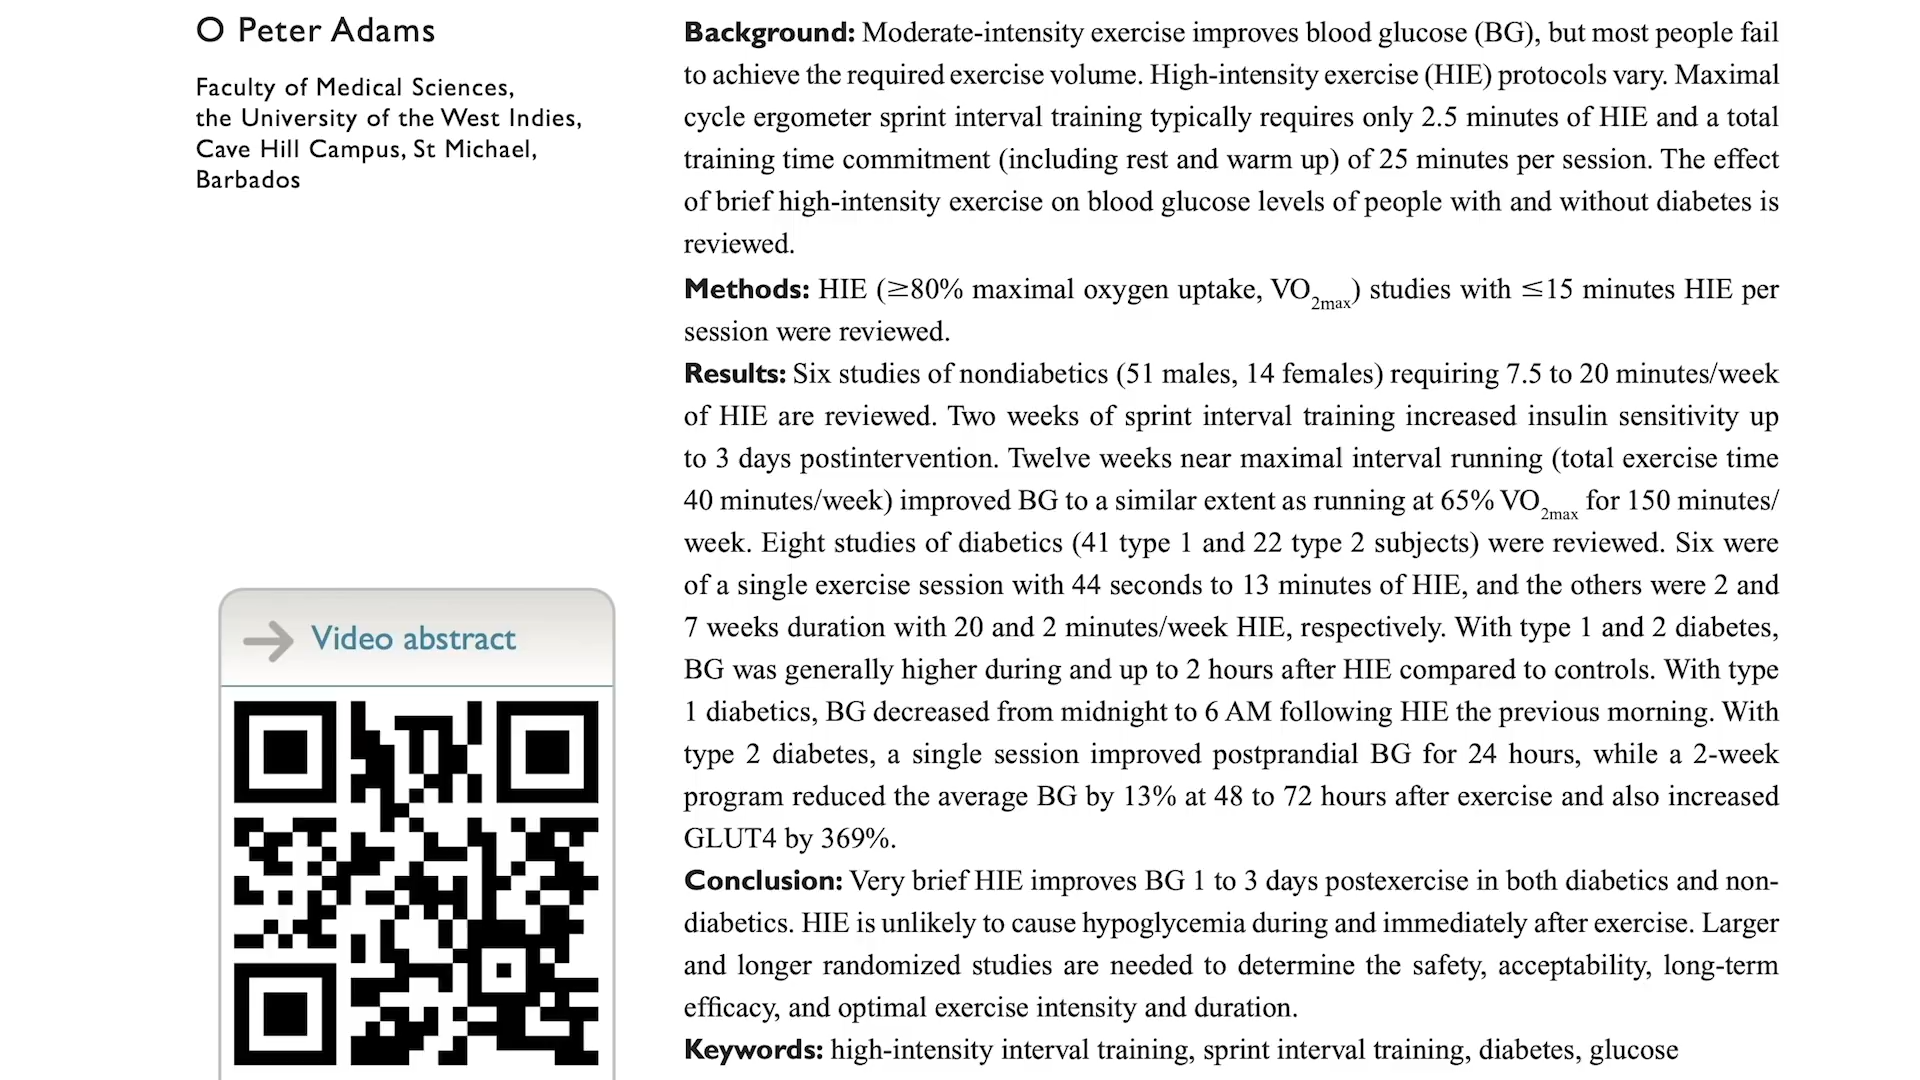 O Peter Adams
Faculty of Medical Sciences,
the University of the West Indies,
Cave Hill Campus, St Michael,
Barbados
Video abstract
Background: Moderate-intensity exercise improves blood glucose (BG), but most people fail
to achieve the required exercise volume. High-intensity exercise (HIE) protocols vary. Maximal
cycle ergometer sprint interval training typically requires only 2.5 minutes of HIE and a total
training time commitment (including rest and warm up) of 25 minutes per session. The effect
of brief high-intensity exercise on blood glucose levels of people with and without diabetes is
reviewed.
Methods: HIE (≥80% maximal oxygen uptake, VO2max) studies with ≤15 minutes HIE per
session were reviewed.
Results: Six studies of nondiabetics (51 males, 14 females) requiring 7.5 to 20 minutes/week
of HIE are reviewed. Two weeks of sprint interval training increased insulin sensitivity up
to 3 days postintervention. Twelve weeks near maximal interval running (total exercise time
40 minutes/week) improved BG to a similar extent as running at 65% VO2max for 150 minutes/
week. Eight studies of diabetics (41 type 1 and 22 type 2 subjects) were reviewed. Six were
of a single exercise session with 44 seconds to 13 minutes of HIE, and the others were 2 and
7 weeks duration with 20 and 2 minutes/week HIE, respectively. With type 1 and 2 diabetes,
BG was generally higher during and up to 2 hours after HIE compared to controls. With type
1 diabetics, BG decreased from midnight to 6 AM following HIE the previous morning. With
type 2 diabetes, a single session improved postprandial BG for 24 hours, while a 2-week
program reduced the average BG by 13% at 48 to 72 hours after exercise and also increased
GLUT4 by 369%.
Conclusion: Very brief HIE improves BG 1 to 3 days postexercise in both diabetics and non-
diabetics. HIE is unlikely to cause hypoglycemia during and immediately after exercise. Larger
and longer randomized studies are needed to determine the safety, acceptability, long-term
efficacy, and optimal exercise intensity and duration.
Keywords: high-intensity interval training, sprint interval training, diabetes, glucose